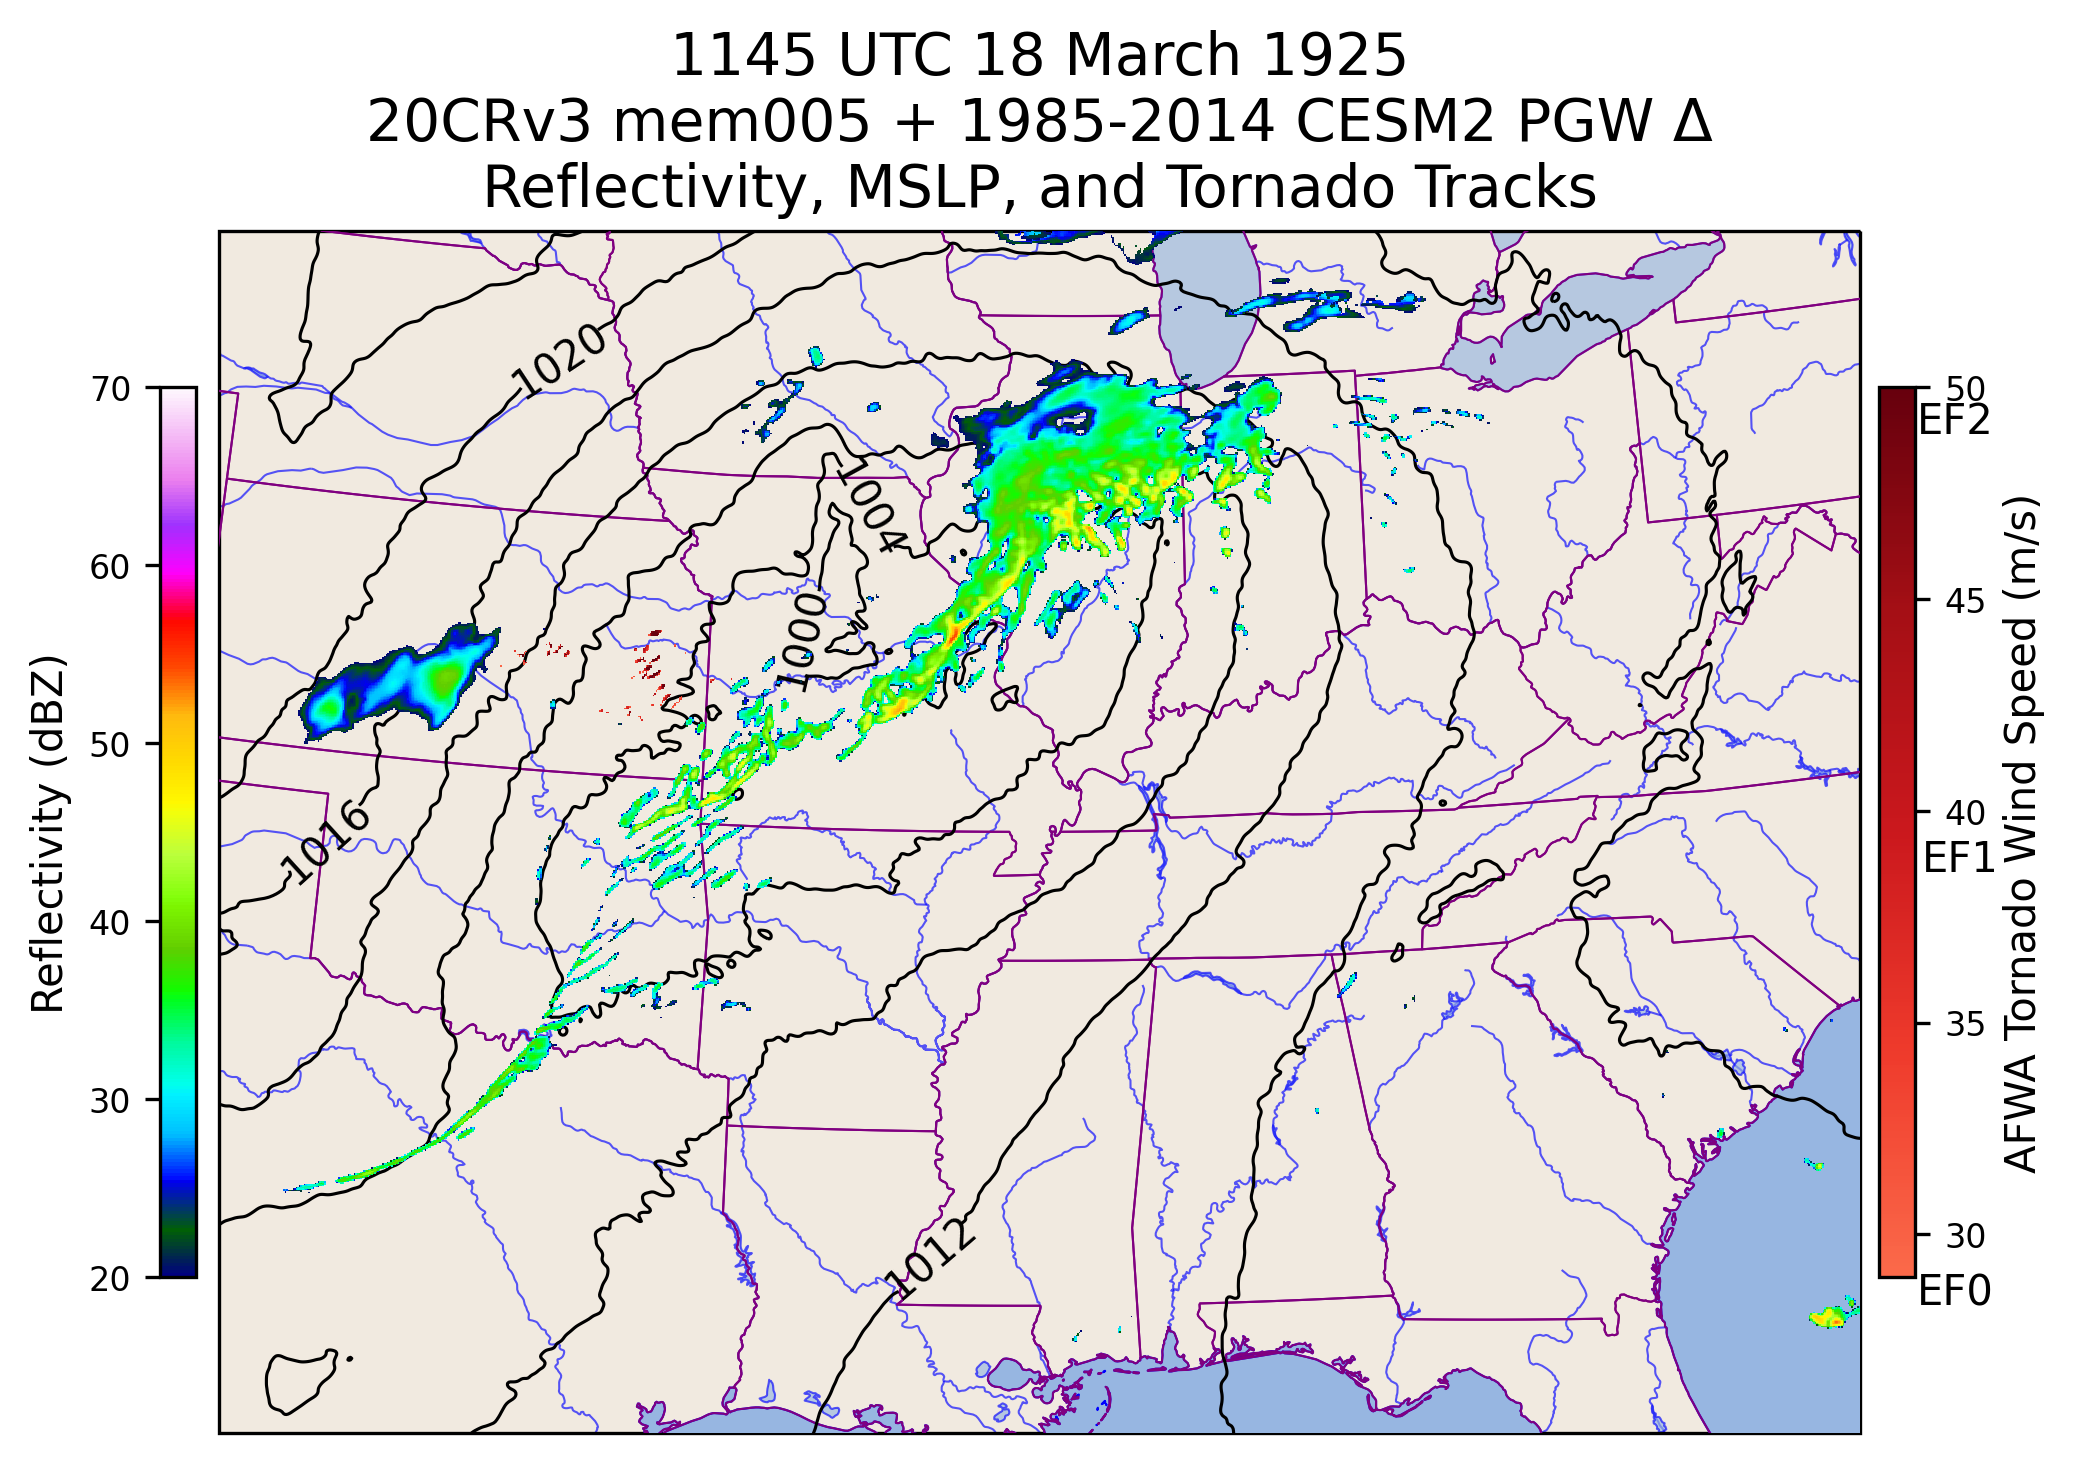 1145 UTC 18 March 1925
20CRv3 mem005 + 1985-2014 CESM2 PGW Δ
Reflectivity, MSLP, and Tornado Tracks
70
60
50
40
30
20
Reflectivity (dBZ)
1020
1004
1000
1016
1012
50
EF2
45
40
EF1
35
30
EF0
AFWA Tornado Wind Speed (m/s)